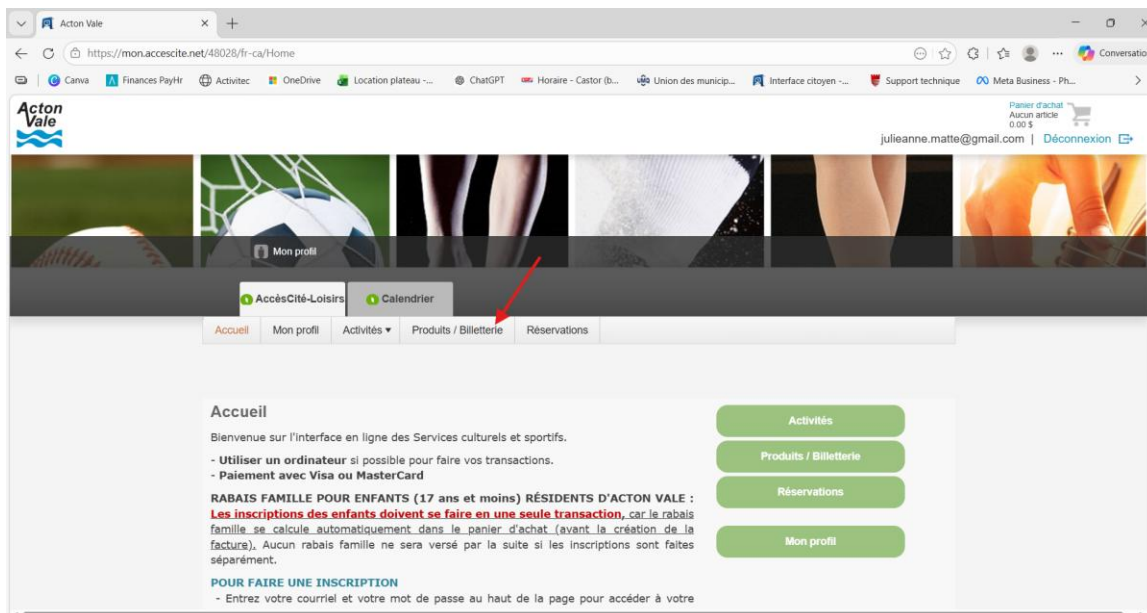 Acton Vale
https://mon.accescite.net/48028/fr-ca/Home
Canva
Finances PayHr
Activitec
OneDrive
Location plateau -...
ChatGPT
Horaire - Castor (b...
Union des municip...
Interface citoyen -...
Support technique
Meta Business - Ph...
Conversatio
Acton
Vale
Panier d'achat
Aucun article
0.00 $
julieanne.matte@gmail.com | Déconnexion
Mon profil
AccèsCité-Loisirs
Calendrier
Accueil
Mon profil
Activités
Produits / Billetterie
Réservations
Accueil
Bienvenue sur l'interface en ligne des Services culturels et sportifs.
- Utiliser un ordinateur si possible pour faire vos transactions.
- Paiement avec Visa ou MasterCard
RABAIS FAMILLE POUR ENFANTS (17 ans et moins) RÉSIDENTS D'ACTON VALE :
Les inscriptions des enfants doivent se faire en une seule transaction, car le rabais
famille se calcule automatiquement dans le panier d'achat (avant la création de la
facture). Aucun rabais famille ne sera versé par la suite si les inscriptions sont faites
séparément.
POUR FAIRE UNE INSCRIPTION
- Entrez votre courriel et votre mot de passe au haut de la page pour accéder à votre
Activités
Produits / Billetterie
Réservations
Mon profil